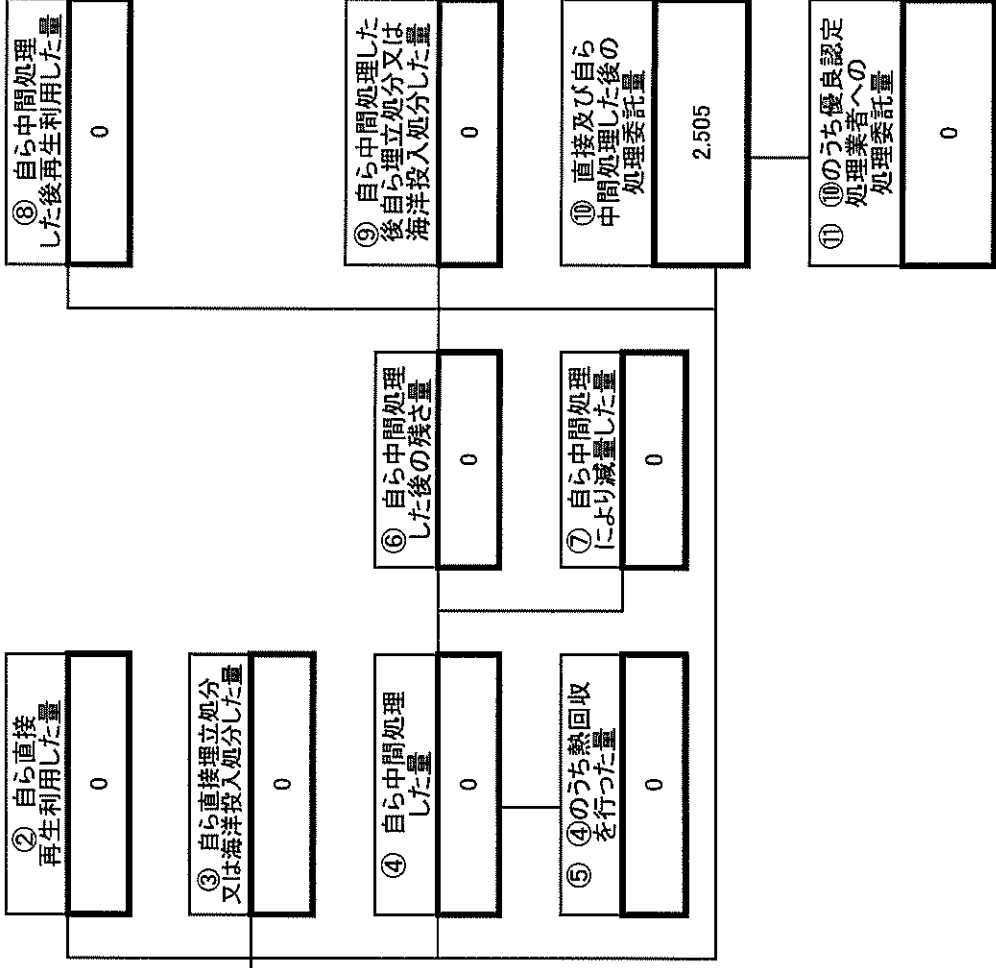 ② 自ら直接
再生利用した量
0
③ 自ら直接埋立処分
又は海洋投入処分した量
0
④ 自ら中間処理
した量
0
⑤ ④のうち熱回収
を行った量
0
⑥ 自ら中間処理
した後の残さ量
0
⑦ 自ら中間処理
により減量した量
0
⑧ 自ら中間処理
した後再生利用した量
0
⑨ 自ら中間処理した
後自ら埋立処分又は
海洋投入処分した量
0
⑩ 直接及び自ら
中間処理した後の
処理委託量
2.505
⑪ ⑩のうち優良認定
処理業者への
処理委託量
0